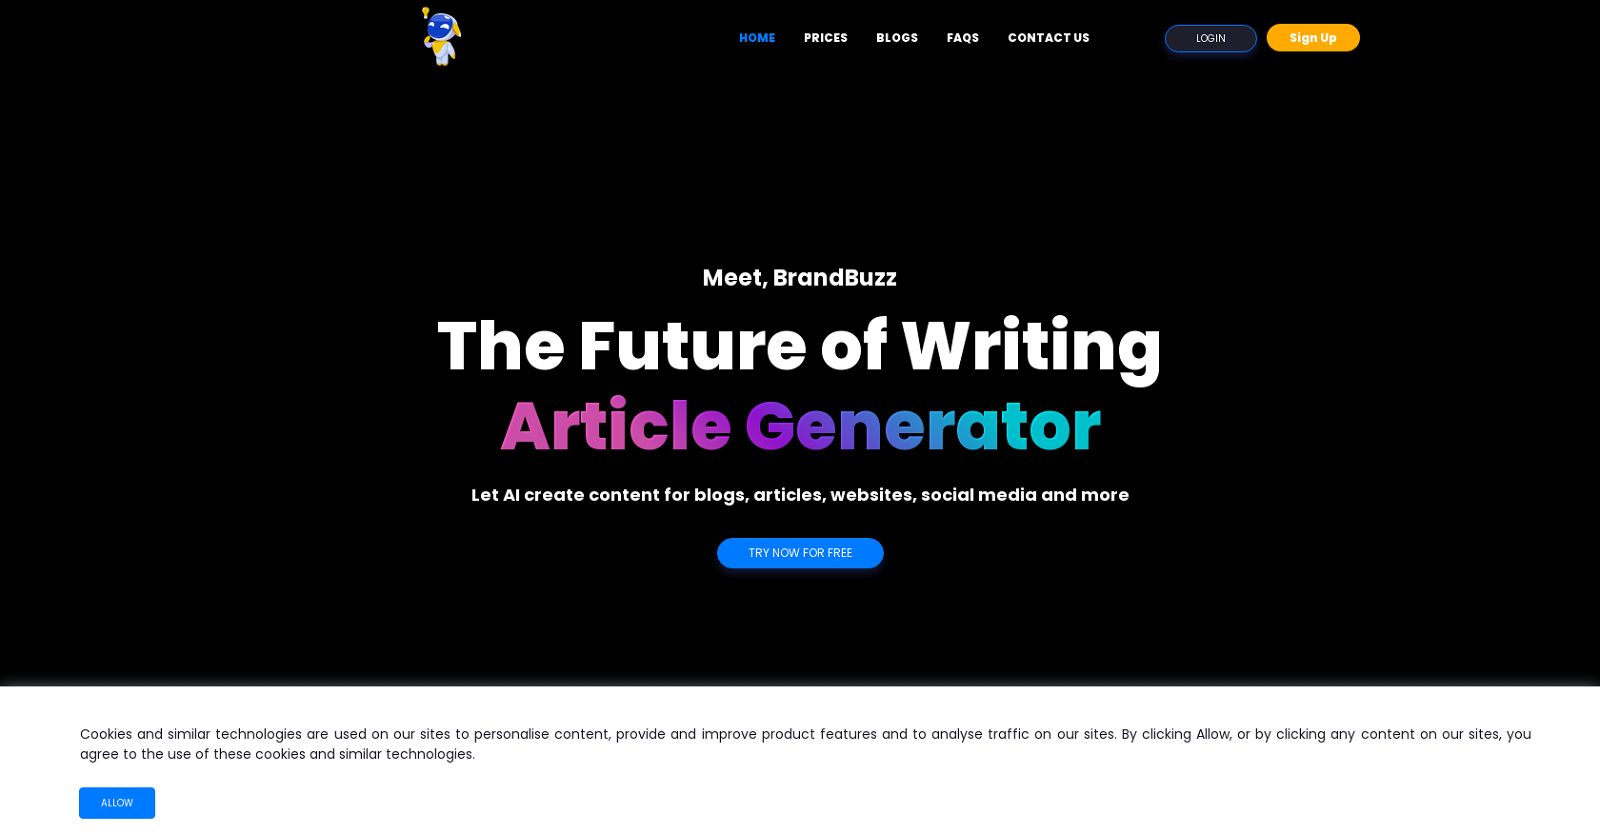 HOME PRICES BLOGS FAQS CONTACT US LOGIN Sign Up
Meet, BrandBuzz
The Future of Writing
Article Generator
Let AI create content for blogs, articles, websites, social media and more
TRY NOW FOR FREE
Cookies and similar technologies are used on our sites to personalise content, provide and improve product features and to analyse traffic on our sites. By clicking Allow, or by clicking any content on our sites, you
agree to the use of these cookies and similar technologies.
ALLOW